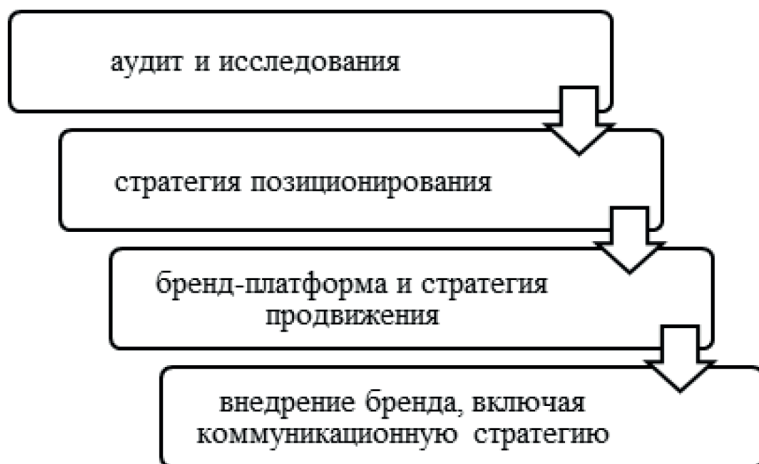 аудит и исследования
стратегия позиционирования
бренд-платформа и стратегия
продвижения
внедрение бренда, включая
коммуникационную стратегию